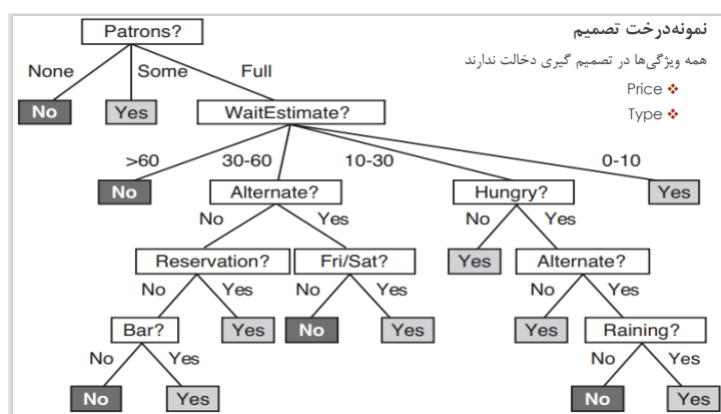 نمونه‌درخت تصمیم
همه ویژگی‌ها در تصمیم گیری دخالت ندارند
❖ Price
❖ Type
Patrons?
None Some Full
No Yes WaitEstimate?
>60 30-60 10-30 0-10
No Alternate? Hungry? Yes
No Yes No Yes
Reservation? Fri/Sat? Yes Alternate?
No Yes No Yes No Yes
Bar? Yes No Yes Yes Raining?
No Yes No Yes
No Yes No Yes